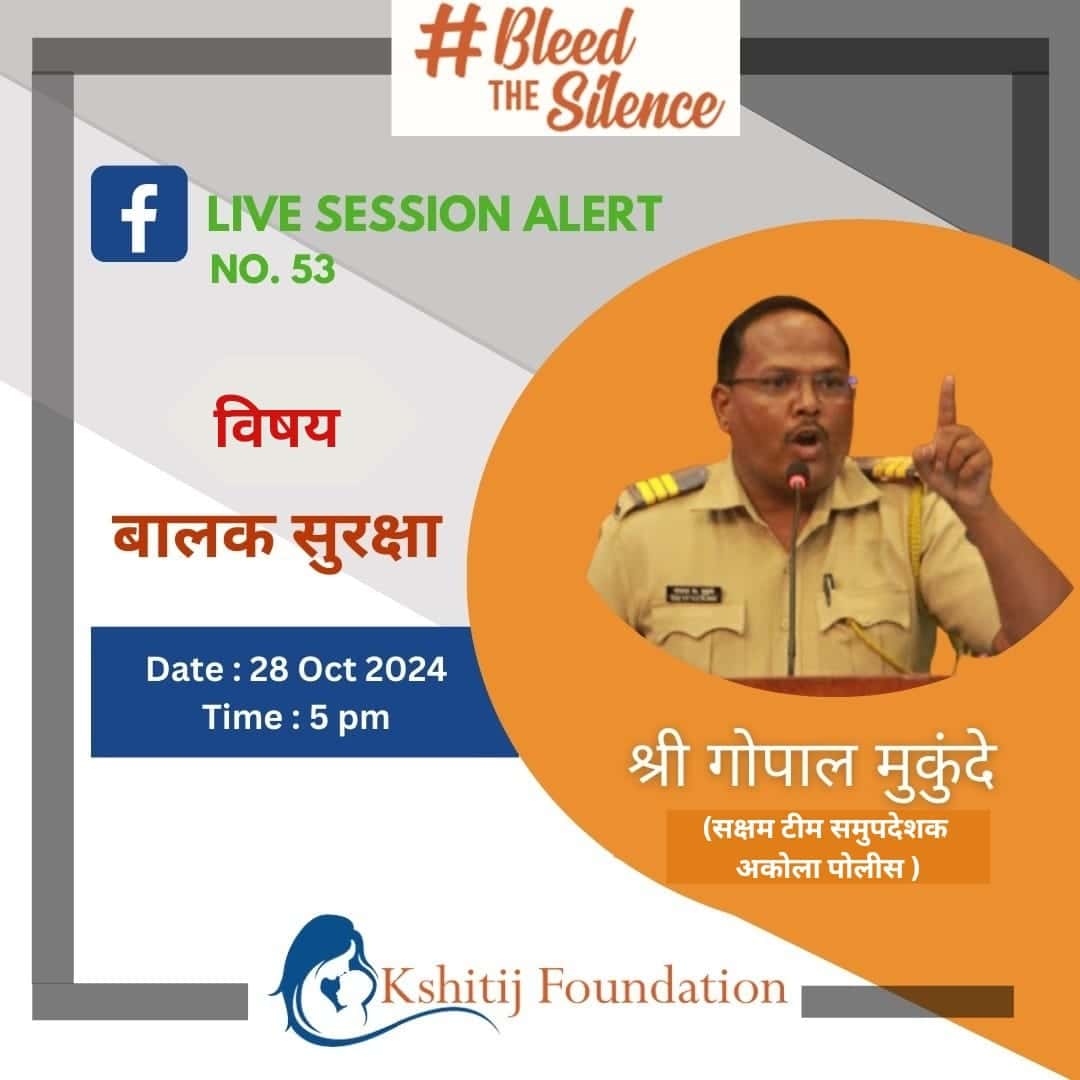 #Bleed
THE Silence
f
LIVE SESSION ALERT
NO. 53
विषय
बालक सुरक्षा
Date : 28 Oct 2024
Time : 5 pm
श्री गोपाल मुकुंदे
(सक्षम टीम समुपदेशक
अकोला पोलीस )
Kshitij Foundation